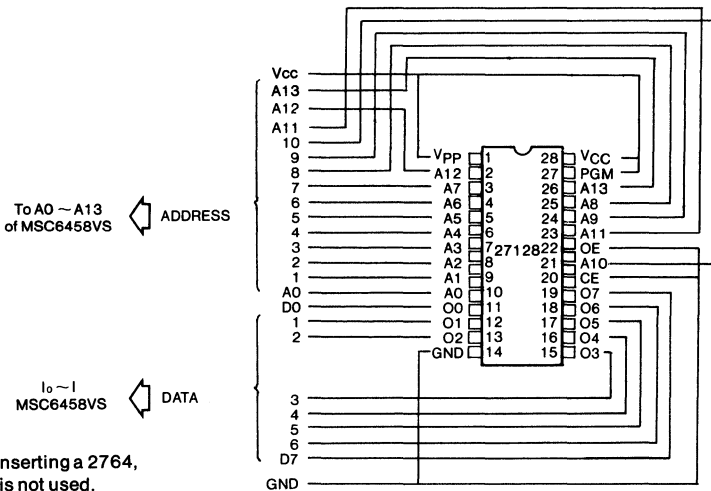 Vcc
A13
A12
A11
10
9
8
7
6
5
4
3
2
1
A0
D0
1
2
3
4
5
6
D7
GND
To A0 ~ A13
of MSC6458VS
ADDRESS
I₀ ~ I
MSC6458VS
DATA
nserting a 2764,
is not used.
VPP 1
A12 2
A7 3
A6 4
A5 5
A4 6
A3 7
A2 8
A1 9
A0 10
O0 11
O1 12
O2 13
GND 14
27128
28 VCC
27 PGM
26 A13
25 A8
24 A9
23 A11
22 OE
21 A10
20 CE
19 O7
18 O6
17 O5
16 O4
15 O3